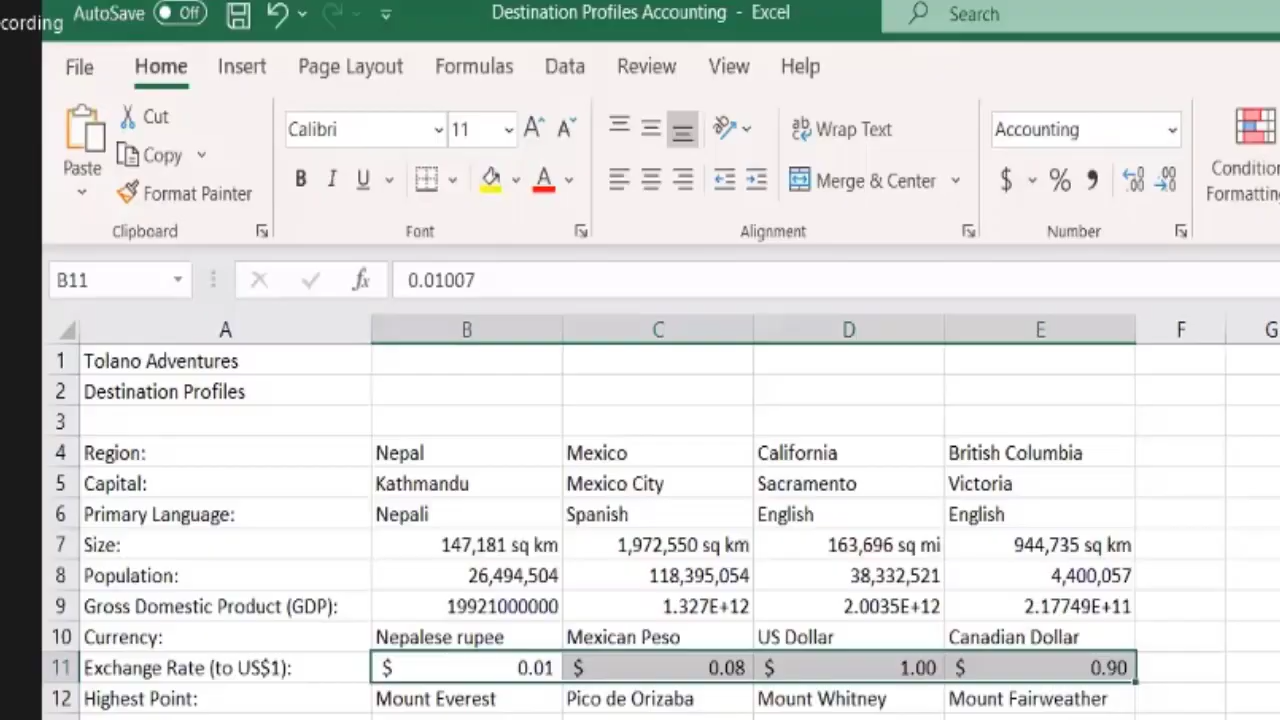 cording AutoSave Off Destination Profiles Accounting - Excel Search
File Home Insert Page Layout Formulas Data Review View Help
Paste Cut Copy Format Painter Calibri 11 A A Wrap Text Accounting
B I U A Merge & Center $ % , Condition Formatting
Clipboard Font Alignment Number
B11 fx 0.01007
A B C D E F G
1 Tolano Adventures
2 Destination Profiles
3
4 Region: Nepal Mexico California British Columbia
5 Capital: Kathmandu Mexico City Sacramento Victoria
6 Primary Language: Nepali Spanish English English
7 Size: 147,181 sq km 1,972,550 sq km 163,696 sq mi 944,735 sq km
8 Population: 26,494,504 118,395,054 38,332,521 4,400,057
9 Gross Domestic Product (GDP): 19921000000 1.327E+12 2.0035E+12 2.17749E+11
10 Currency: Nepalese rupee Mexican Peso US Dollar Canadian Dollar
11 Exchange Rate (to US$1): $ 0.01 $ 0.08 $ 1.00 $ 0.90
12 Highest Point: Mount Everest Pico de Orizaba Mount Whitney Mount Fairweather